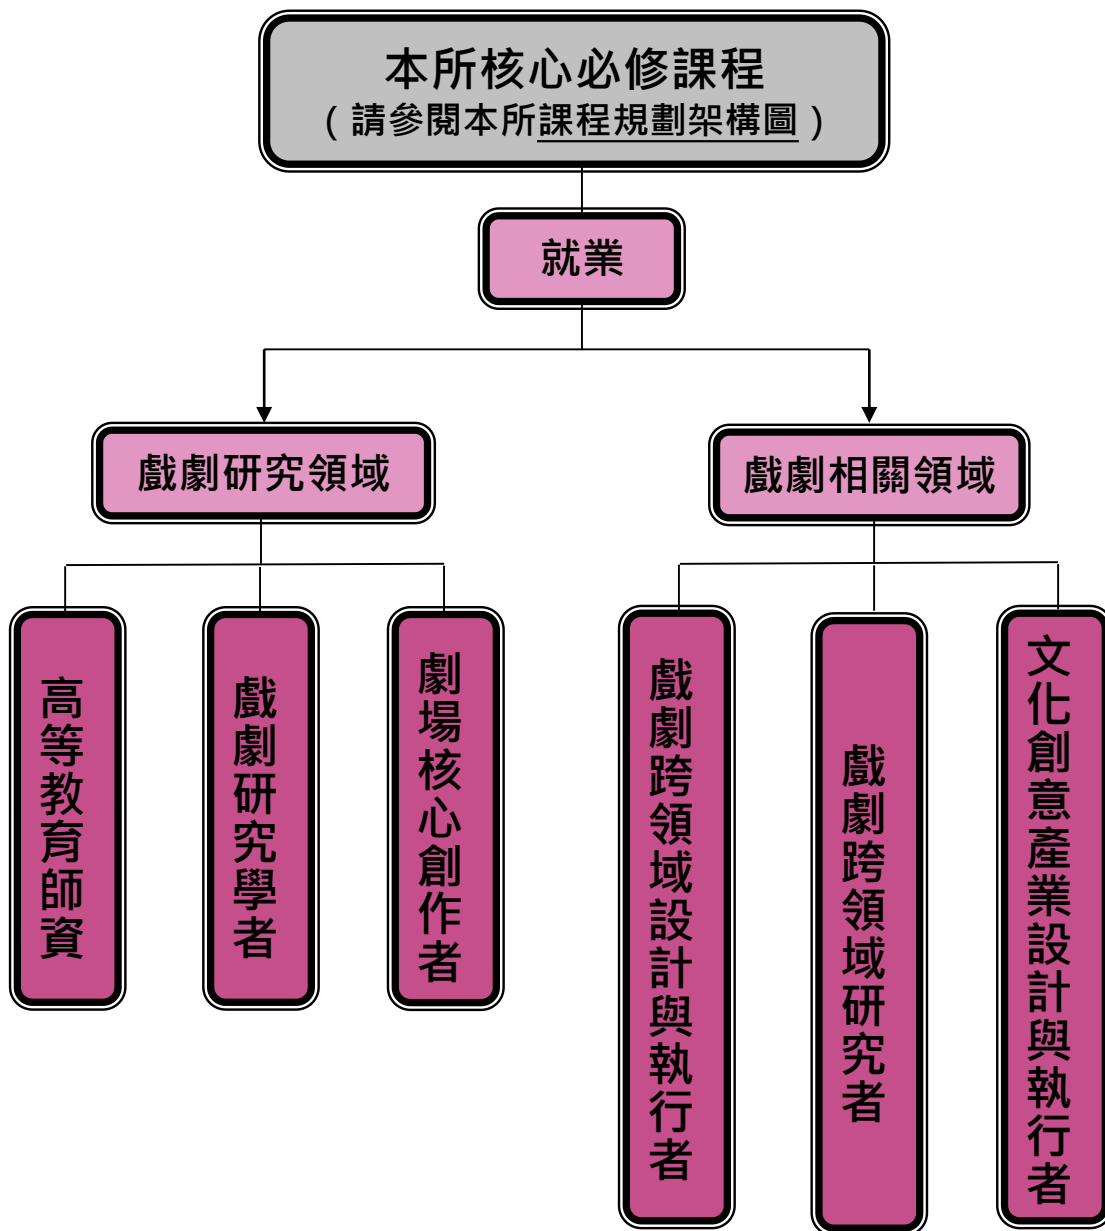 本所核心必修課程
（請參閱本所課程規劃架構圖）
就業
戲劇研究領域
戲劇相關領域
高等教育師資
戲劇研究學者
劇場核心創作者
戲劇跨領域設計與執行者
戲劇跨領域研究者
文化創意產業設計與執行者